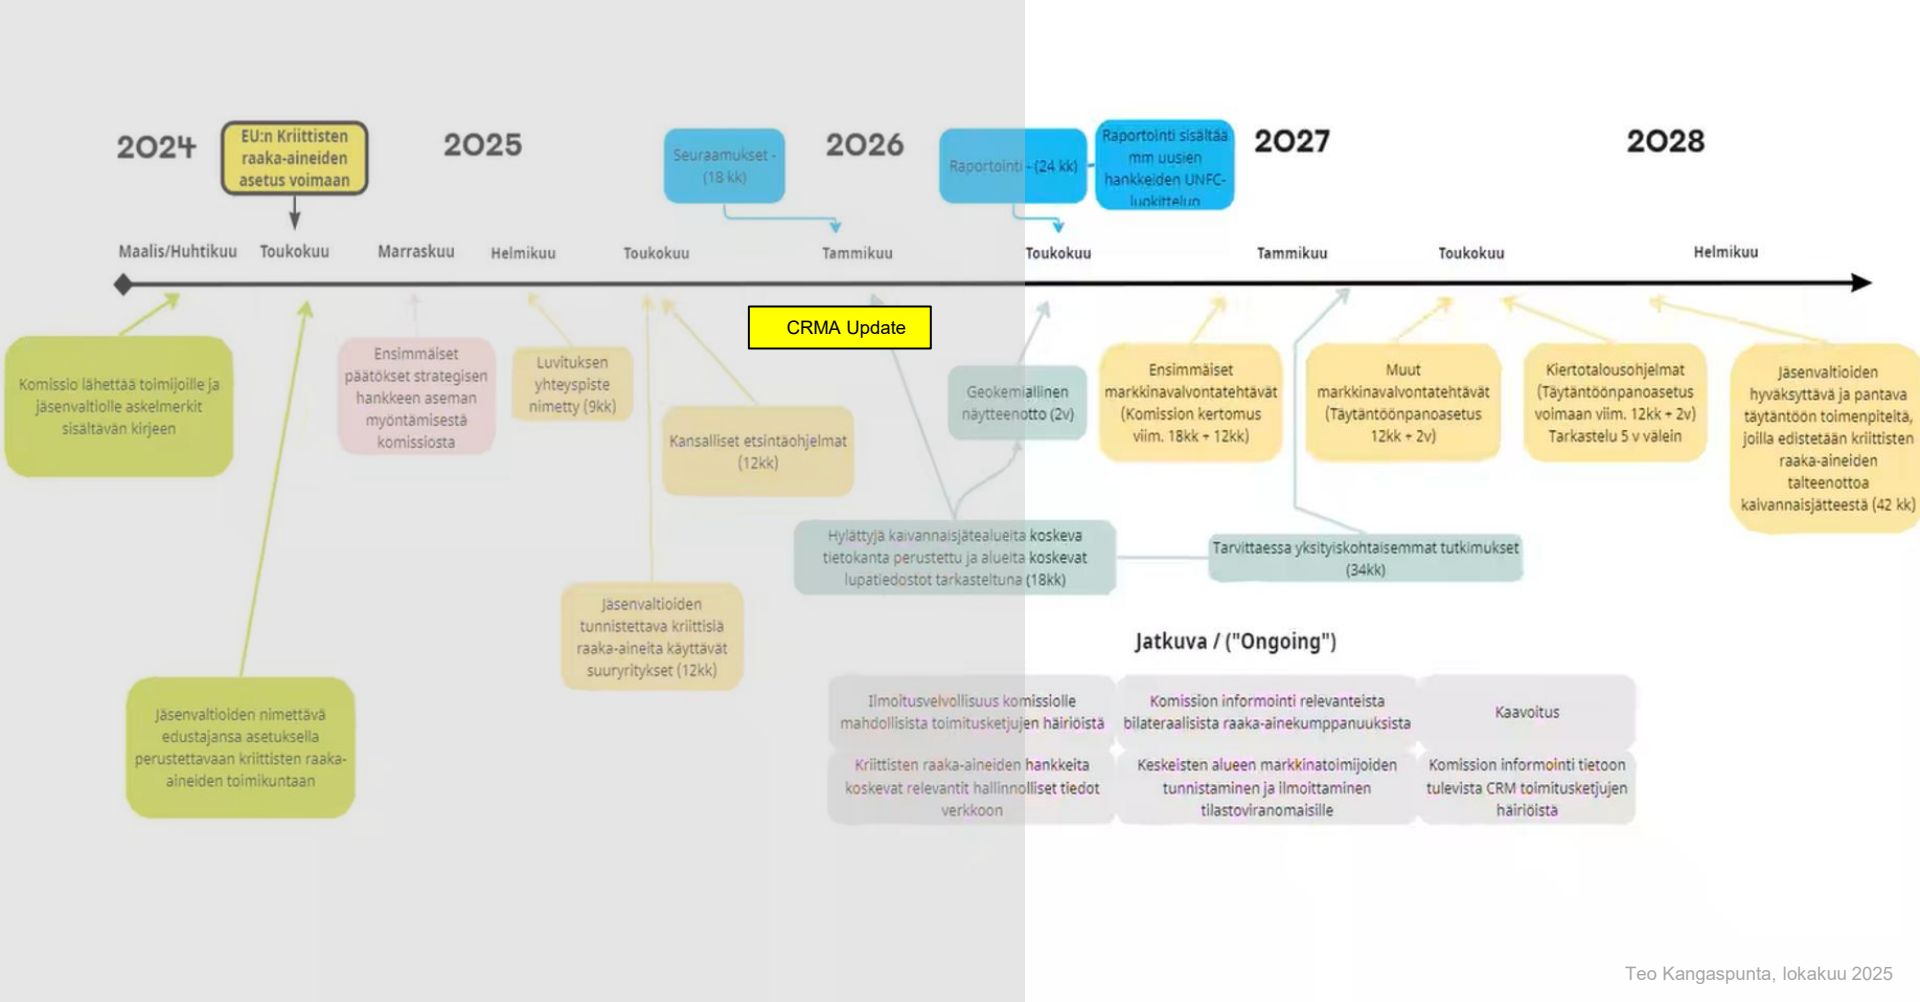 2024
EU:n Kriittisten
raaka-aineiden
asetus voimaan
2025
Seuraamukset -
(18 kk)
2026
Raportointi - (24 kk)
Raportointi sisältää
mm uusien
hankkeiden UNFC-
luokittelun
2027
2028
Maalis/Huhtikuu
Toukokuu
Marraskuu
Helmikuu
Toukokuu
Tammikuu
Toukokuu
Tammikuu
Toukokuu
Helmikuu
CRMA Update
Komissio lähettää toimijoille ja
jäsenvaltiolle askelmerkit
sisältävän kirjeen
Ensimmäiset
päätökset strategisen
hankkeen aseman
myöntämisestä
komissiosta
Luvituksen
yhteyspiste
nimetty (9kk)
Kansalliset etsintäohjelmat
(12kk)
Geokemiallinen
näytteenotto (2v)
Ensimmäiset
markkinavalvontatehtävät
(Komission kertomus
viim. 18kk + 12kk)
Muut
markkinavalvontatehtävät
(Täytäntöönpanoasetus
12kk + 2v)
Kiertotalousohjelmat
(Täytäntöönpanoasetus
voimaan viim. 12kk + 2v)
Tarkastelu 5 v välein
Jäsenvaltioiden
hyväksyttävä ja pantava
täytäntöön toimenpiteitä,
joilla edistetään kriittisten
raaka-aineiden
talteenottoa
kaivannaisjätteestä (42 kk)
Hylättyjä kaivannaisjätealueita koskeva
tietokanta perustettu ja alueita koskevat
lupatiedostot tarkasteltuna (18kk)
Tarvittaessa yksityiskohtaisemmat tutkimukset
(34kk)
Jäsenvaltioiden
tunnistettava kriittisiä
raaka-aineita käyttävät
suuryritykset (12kk)
Jäsenvaltioiden nimettävä
edustajansa asetuksella
perustettavaan kriittisten raaka-
aineiden toimikuntaan
Jatkuva / ("Ongoing")
Ilmoitusvelvollisuus komissiolle
mahdollisista toimitusketjujen häiriöistä
Komission informointi relevanteista
bilateraalisista raaka-ainekumppanuuksista
Kaavoitus
Kriittisten raaka-aineiden hankkeita
koskevat relevantit hallinnolliset tiedot
verkkoon
Keskeisten alueen markkinatoimijoiden
tunnistaminen ja ilmoittaminen
tilastoviranomaisille
Komission informointi tietoon
tulevista CRM toimitusketjujen
häiriöistä
Teo Kangaspunta, lokakuu 2025